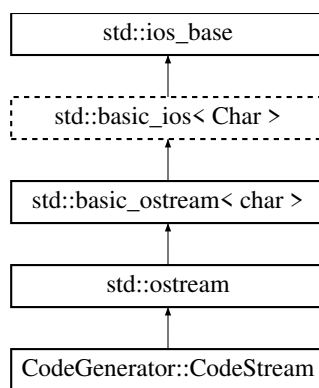 std::ios_base
std::basic_ios< Char >
std::basic_ostream< char >
std::ostream
CodeGenerator::CodeStream